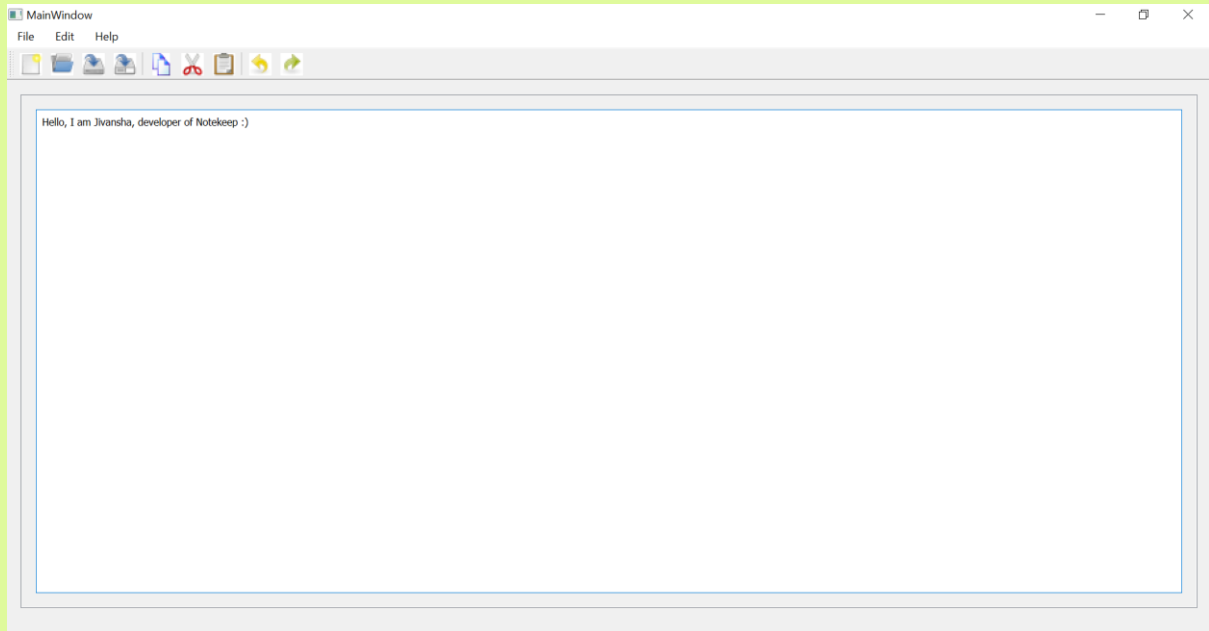 MainWindow
File Edit Help
Hello, I am Jivansha, developer of Notekeep :)